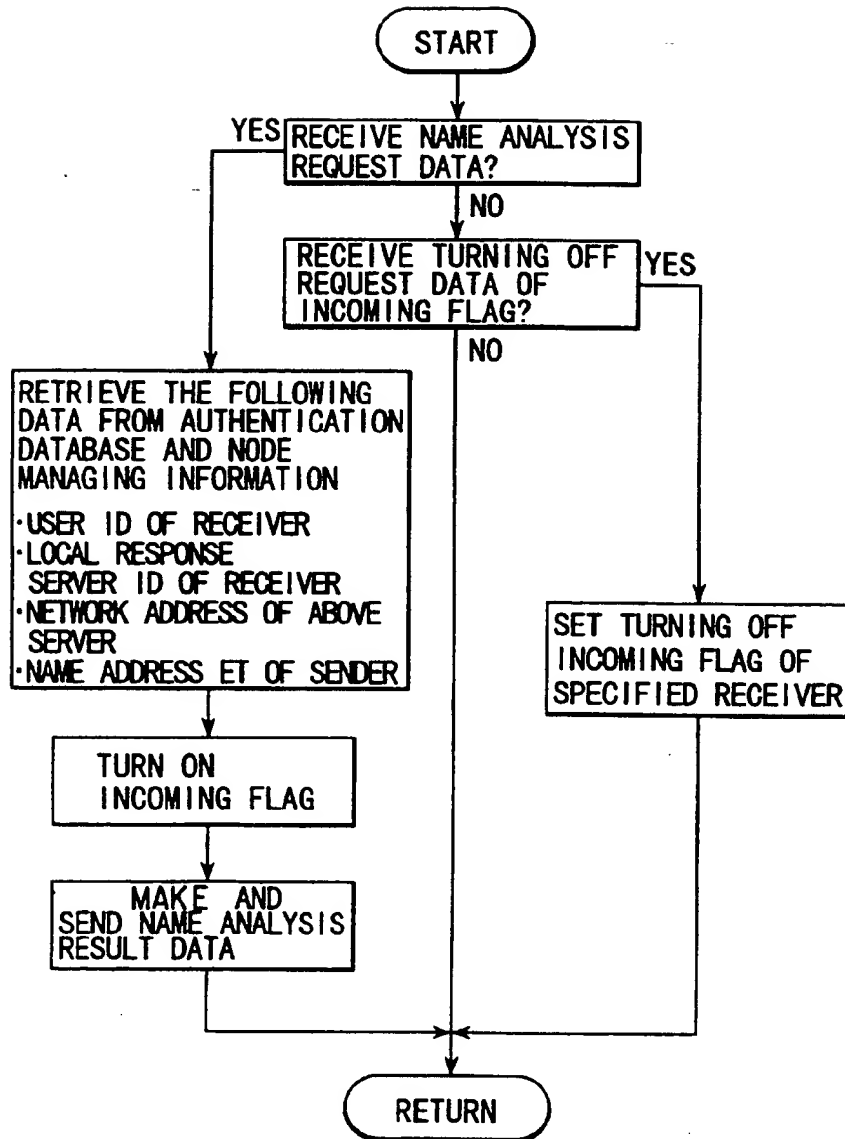 START
YES
RECEIVE NAME ANALYSIS
REQUEST DATA?
NO
RECEIVE TURNING OFF
REQUEST DATA OF
INCOMING FLAG?
YES
NO
RETRIEVE THE FOLLOWING
DATA FROM AUTHENTICATION
DATABASE AND NODE
MANAGING INFORMATION
·USER ID OF RECEIVER
·LOCAL RESPONSE
SERVER ID OF RECEIVER
·NETWORK ADDRESS OF ABOVE
SERVER
·NAME ADDRESS ET OF SENDER
SET TURNING OFF
INCOMING FLAG OF
SPECIFIED RECEIVER
TURN ON
INCOMING FLAG
MAKE AND
SEND NAME ANALYSIS
RESULT DATA
RETURN